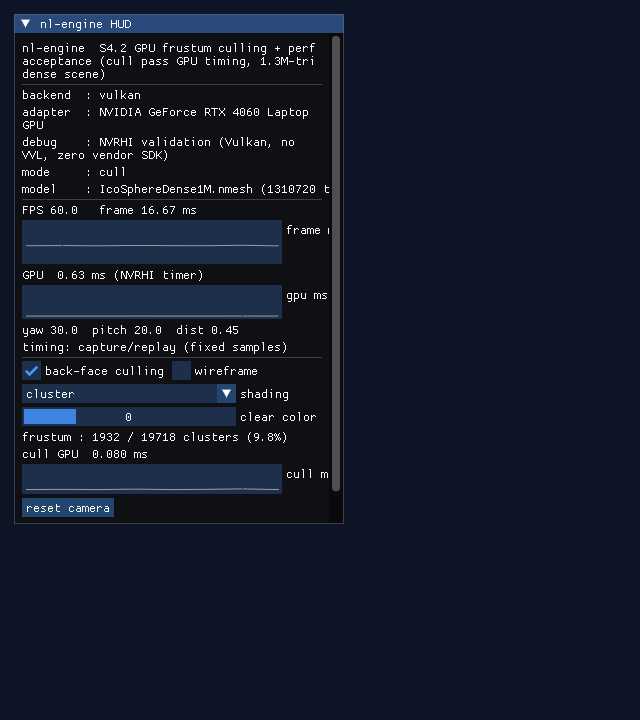 nl-engine HUD
nl-engine  S4.2 GPU frustum culling + perf
acceptance (cull pass GPU timing, 1.3M-tri
dense scene)
backend  : vulkan
adapter  : NVIDIA GeForce RTX 4060 Laptop
GPU
debug    : NVRHI validation (Vulkan, no
VVL, zero vendor SDK)
mode     : cull
model    : IcoSphereDense1M.nmesh (1310720 t
FPS 60.0   frame 16.67 ms
frame m
GPU  0.63 ms (NVRHI timer)
gpu ms
yaw 30.0  pitch 20.0  dist 0.45
timing: capture/replay (fixed samples)
back-face culling wireframe
cluster shading
0 clear color
frustum : 1932 / 19718 clusters (9.8%)
cull GPU  0.080 ms
cull m
reset camera